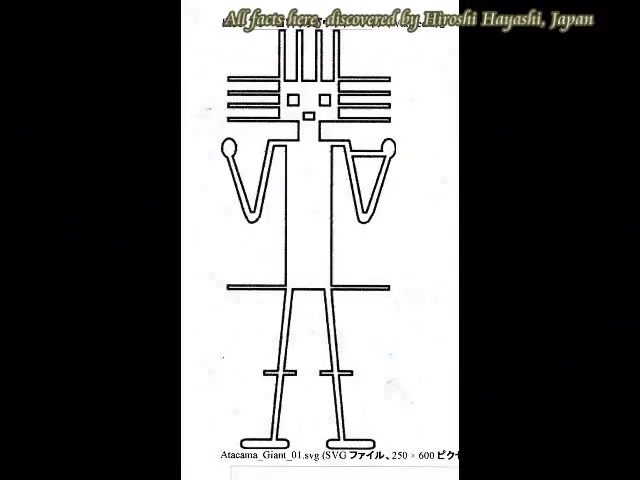 All facts here, discovered by Hiroshi Hayashi, Japan
Atacama_Giant_01.svg (SVG ファイル、250 × 600 ピクセ